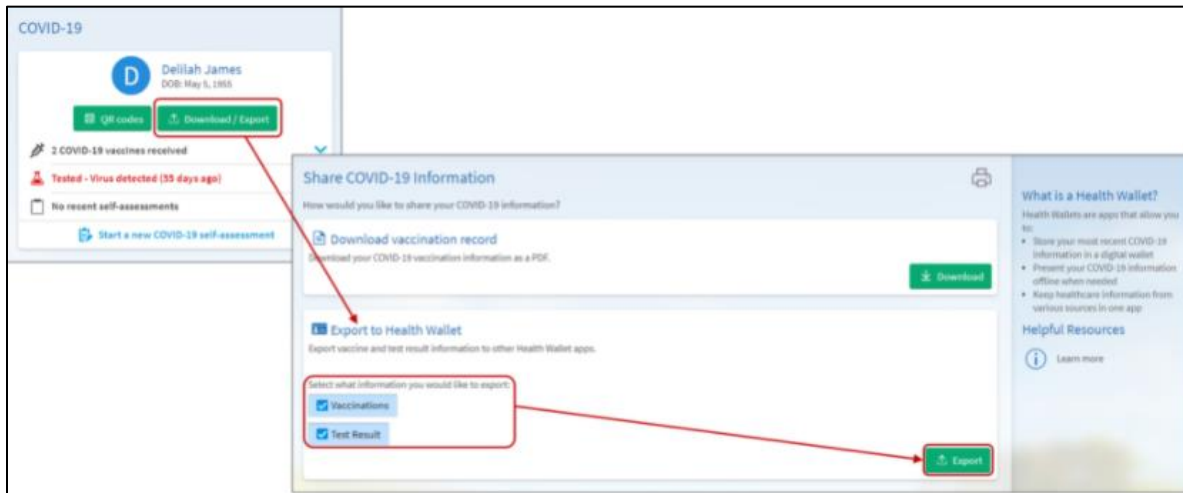 COVID-19
D
Delilah James
DOB: May 5, 1955
QR codes
Download / Export
2 COVID-19 vaccines received
Tested - Virus detected (55 days ago)
No recent self-assessments
Start a new COVID-19 self-assessment
Share COVID-19 Information
How would you like to share your COVID-19 information?
Download vaccination record
Download your COVID-19 vaccination information as a PDF.
Download
Export to Health Wallet
Export vaccine and test result information to other Health Wallet apps.
Select what information you would like to export:
Vaccinations
Test Result
Export
What is a Health Wallet?
Health Wallets are apps that allow you
to:
• Store your most recent COVID-19
information in a digital wallet
• Present your COVID-19 information
offline when needed
• Keep healthcare information from
various sources in one app
Helpful Resources
Learn more